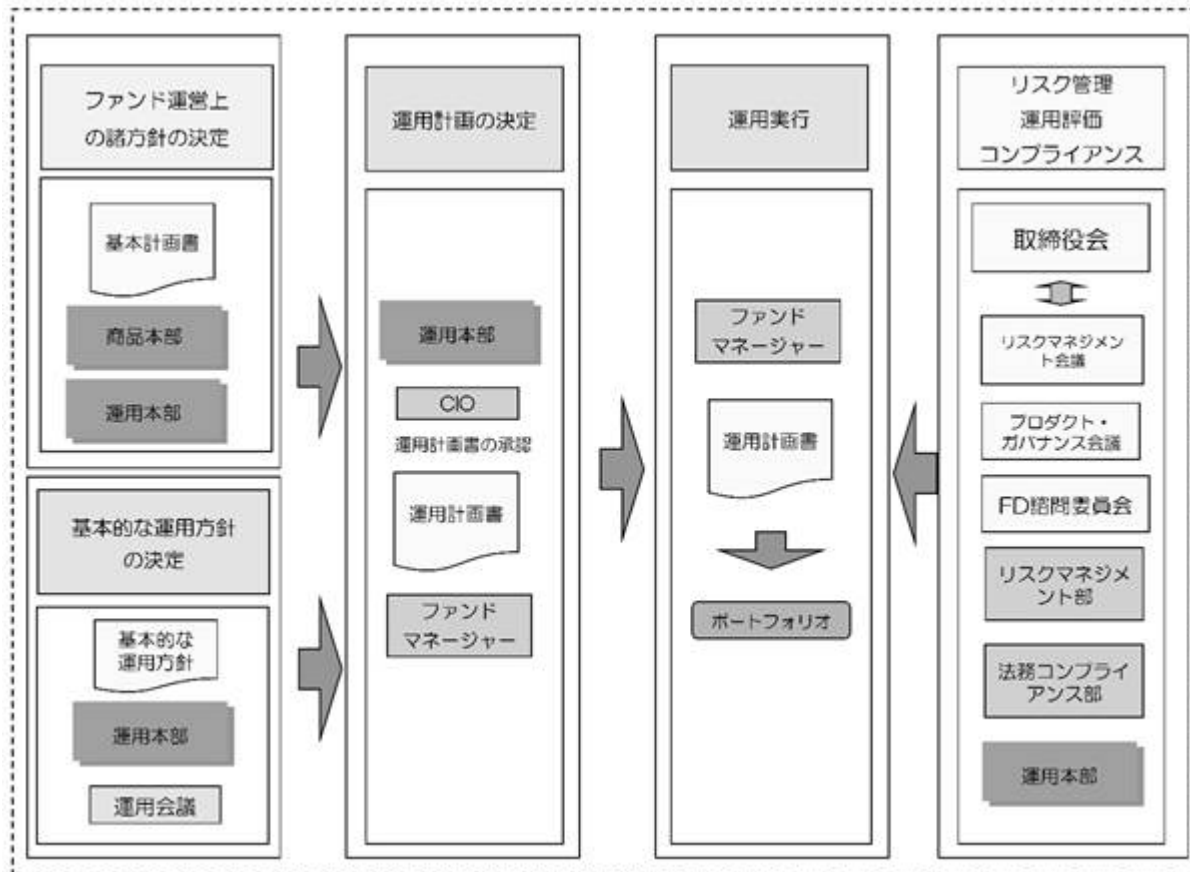 ファンド運営上
の諸方針の決定
基本計画書
商品本部
運用本部
基本的な運用方針
の決定
基本的な
運用方針
運用本部
運用会議
運用計画の決定
運用本部
CIO
運用計画書の承認
運用計画書
ファンド
マネージャー
運用実行
ファンド
マネージャー
運用計画書
ポートフォリオ
リスク管理
運用評価
コンプライアンス
取締役会
リスクマネジメン
ト会議
プロダクト・
ガバナンス会議
FD諮問委員会
リスクマネジメ
ント部
法務コンプライ
アンス部
運用本部